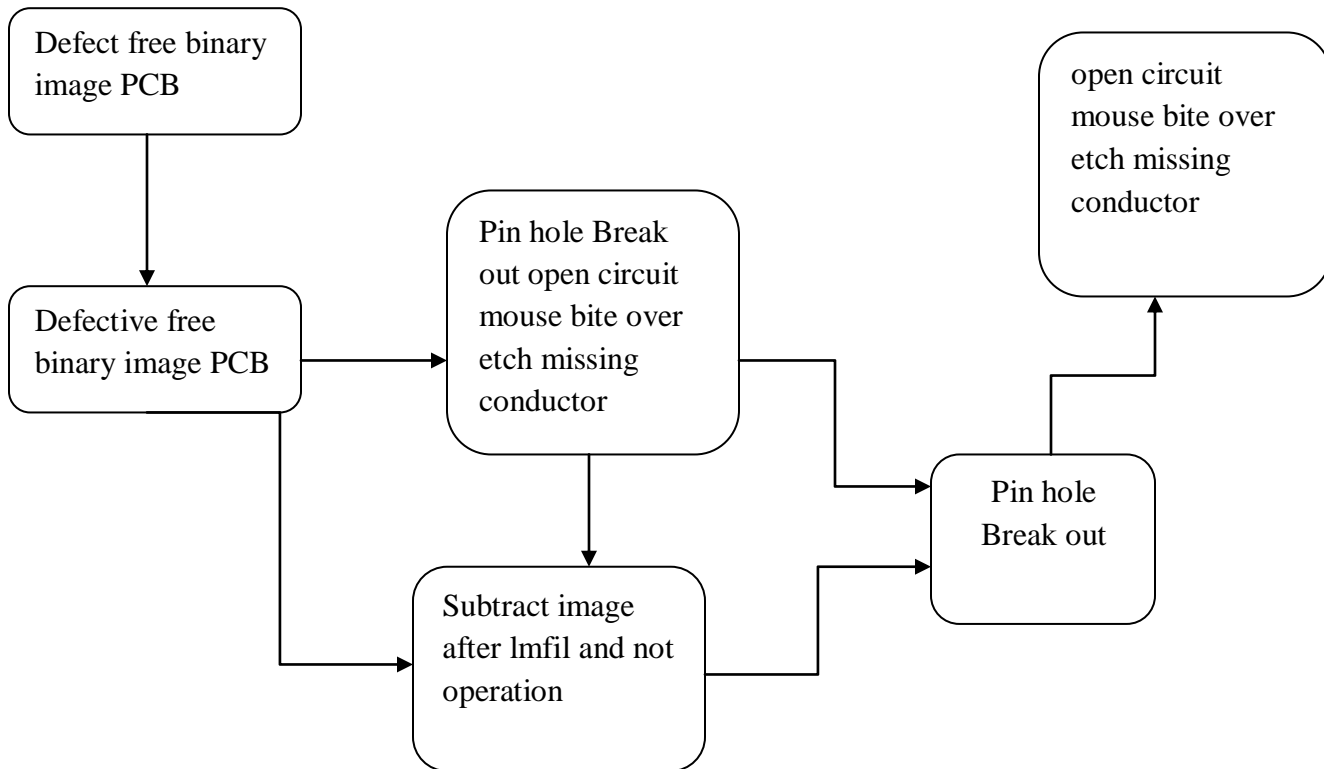 Defect free binary
image PCB
open circuit
mouse bite over
etch missing
conductor
Pin hole Break
out open circuit
mouse bite over
etch missing
conductor
Defective free
binary image PCB
Pin hole
Break out
Subtract image
after lmfil and not
operation